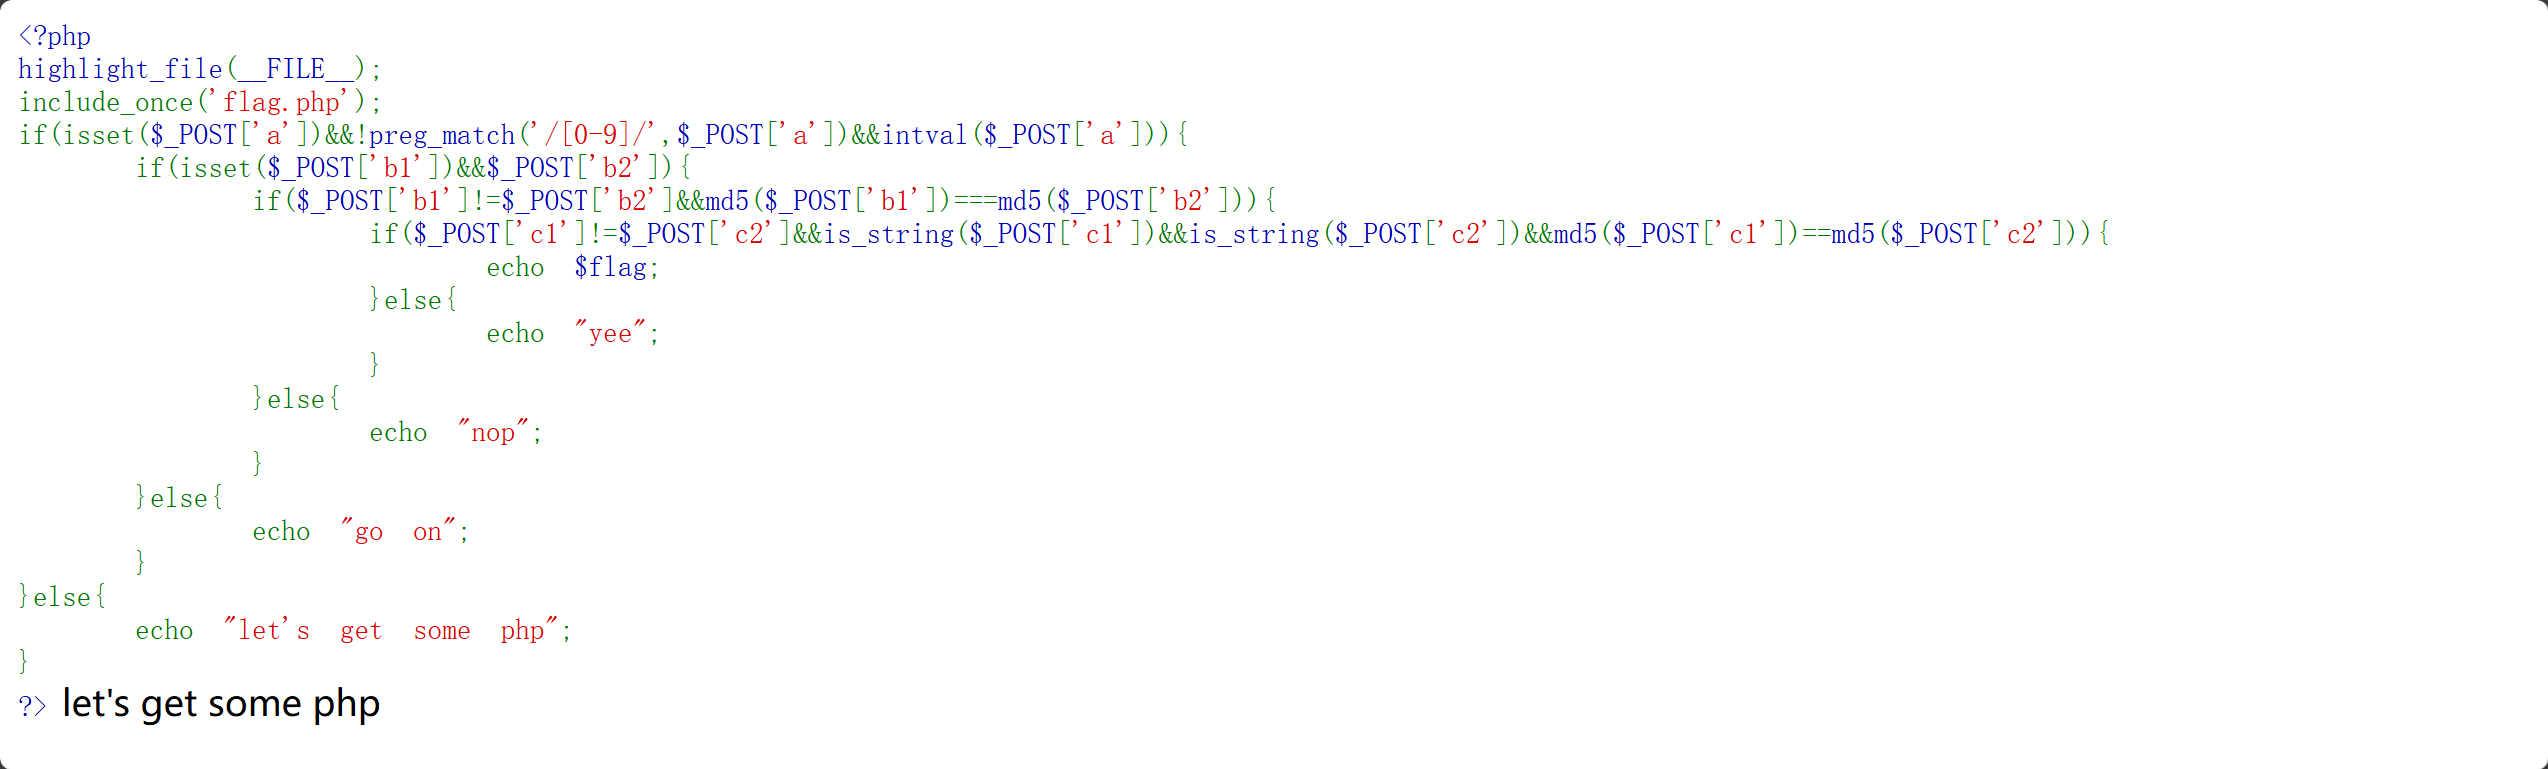 <?php
highlight_file(__FILE__);
include_once('flag.php');
if(isset($_POST['a'])&&!preg_match('/[0-9]/',$_POST['a'])&&intval($_POST['a'])){
        if(isset($_POST['b1'])&&$_POST['b2']){
                if($_POST['b1']!=$_POST['b2']&&md5($_POST['b1'])===md5($_POST['b2'])){
                        if($_POST['c1']!=$_POST['c2']&&is_string($_POST['c1'])&&is_string($_POST['c2'])&&md5($_POST['c1'])==md5($_POST['c2'])){
                                echo $flag;
                        }else{
                                echo "yee";
                        }
                }else{
                        echo "nop";
                }
        }else{
                echo "go on";
        }
}else{
        echo "let's get some php";
}
?> let's get some php